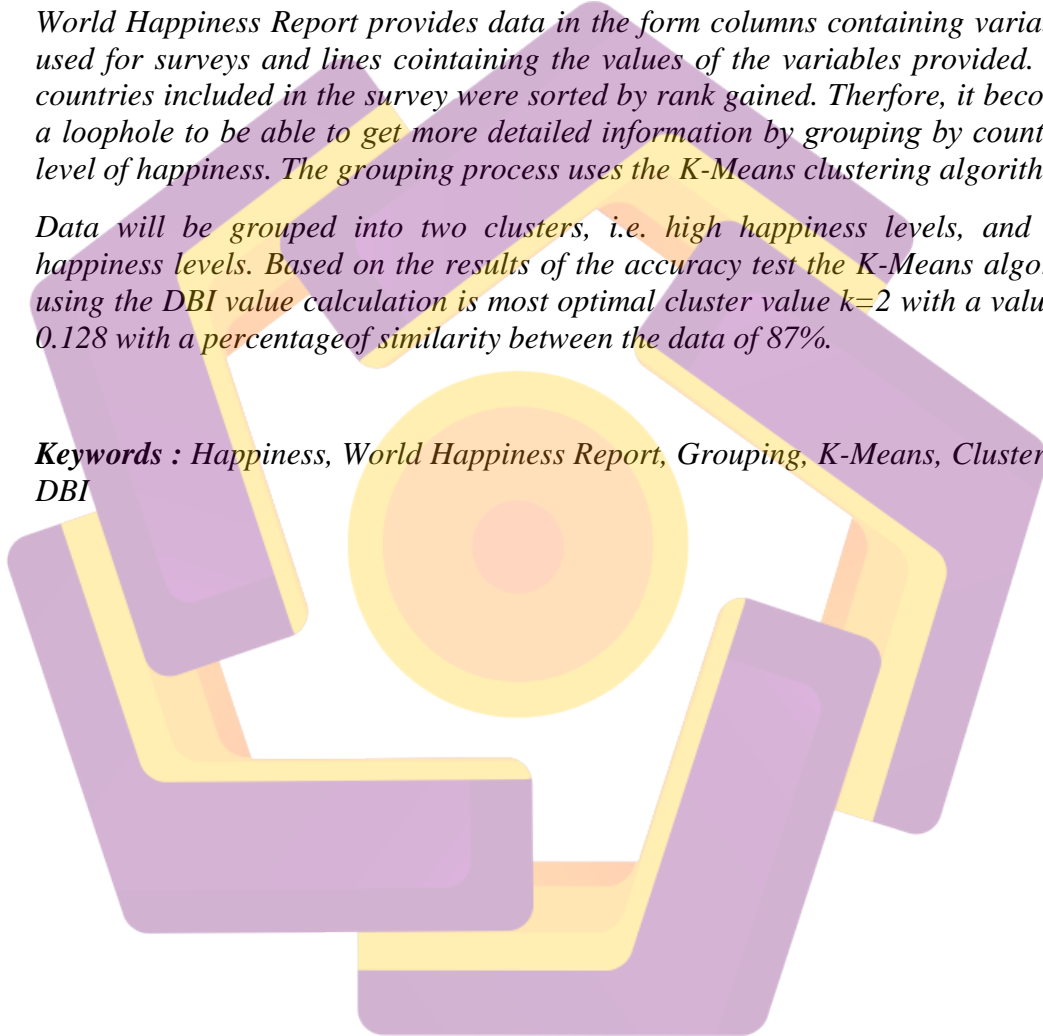 World Happiness Report provides data in the form columns containing varia
used for surveys and lines cointaining the values of the variables provided.
countries included in the survey were sorted by rank gained. Therfore, it beco
a loophole to be able to get more detailed information by grouping by count
level of happiness. The grouping process uses the K-Means clustering algorith
Data will be grouped into two clusters, i.e. high happiness levels, and
happiness levels. Based on the results of the accuracy test the K-Means algo
using the DBI value calculation is most optimal cluster value k=2 with a valu
0.128 with a percentageof similarity between the data of 87%.
Keywords : Happiness, World Happiness Report, Grouping, K-Means, Cluster
DBI